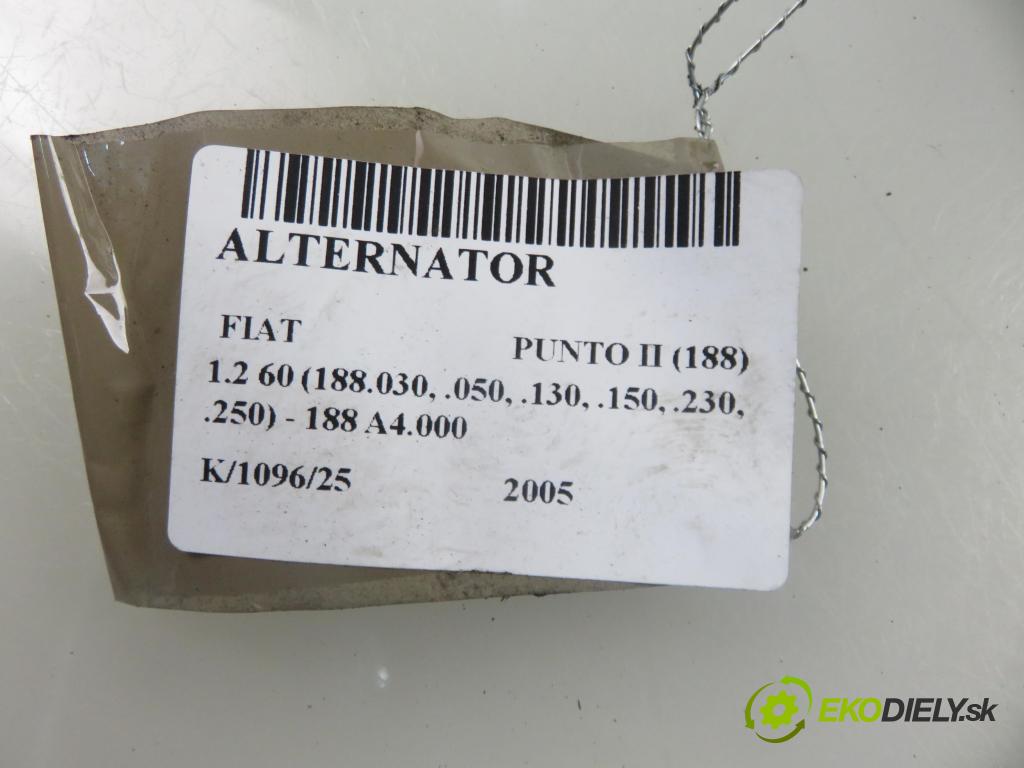 ALTERNATOR
FIAT PUNTO II (188)
1.2 60 (188.030, .050, .130, .150, .230,
.250) - 188 A4.000
K/1096/25 2005
EKODIELY.sk